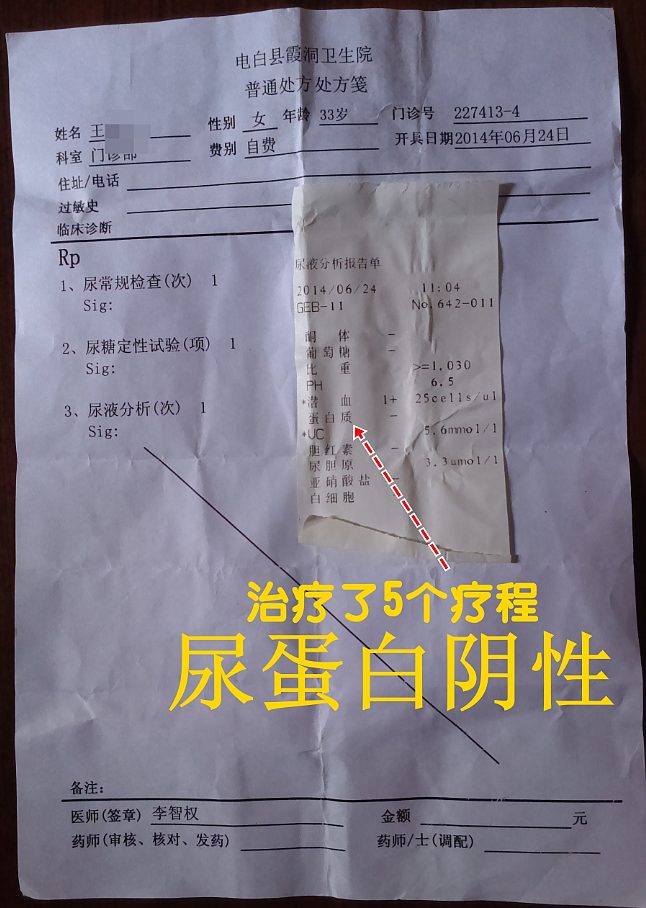 电白县霞洞卫生院
普通处方处方笺
姓名 王 性别 女 年龄 33岁 门诊号 227413-4
科室 门诊部 费别 自费 开具日期 2014年06月24日
住址/电话
过敏史
临床诊断
Rp
1、尿常规检查(次) 1
Sig:
2、尿糖定性试验(项) 1
Sig:
3、尿液分析(次) 1
Sig:
尿液分析报告单
2014/06/24 11:04
GEB-11 No.642-011
酮 体 -
葡萄糖 -
比 重 >=1.030
PH 6.5
*潜 血 1+ 25cells/ul
蛋白质 -
*UC 5.6mmol/l
胆红素 -
尿胆原 3.3umol/l
亚硝酸盐 -
白细胞
治疗了5个疗程
尿蛋白阴性
备注:
医师(签章) 李智权 金额 元
药师(审核、核对、发药) 药师/士(调配)